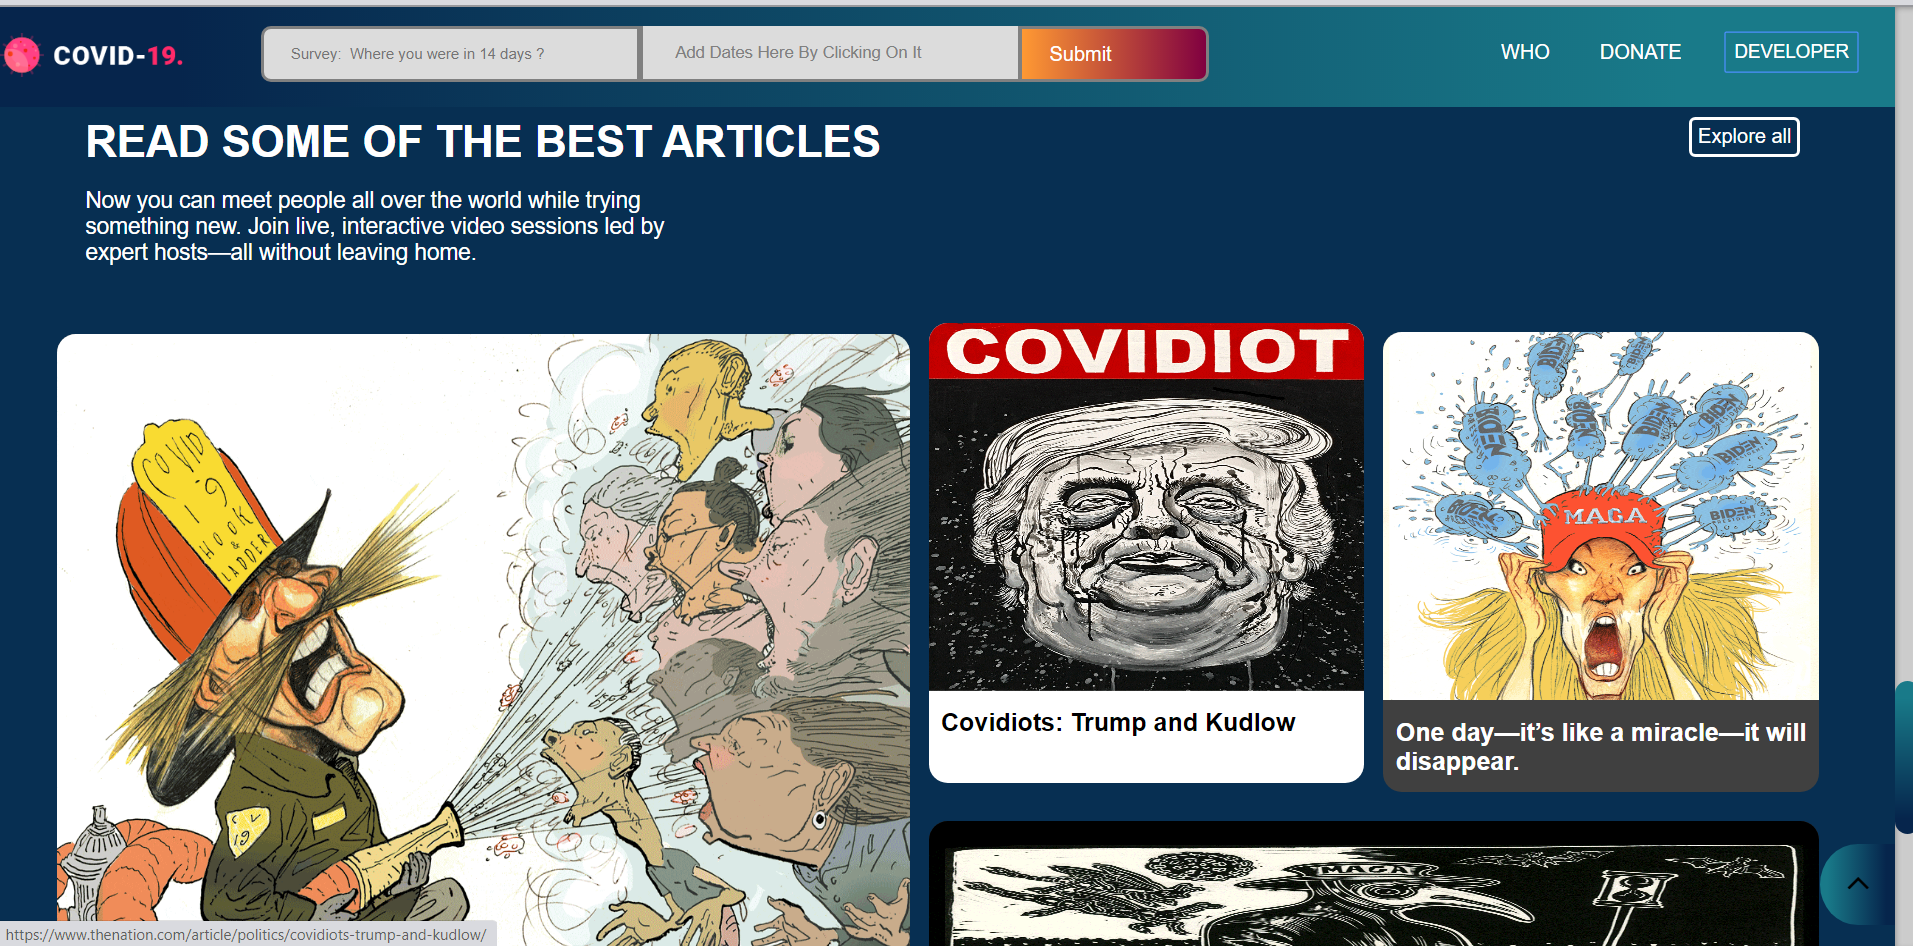 COVID-19.
Survey:  Where you were in 14 days ?
Add Dates Here By Clicking On It
Submit
WHO
DONATE
DEVELOPER
READ SOME OF THE BEST ARTICLES
Explore all
Now you can meet people all over the world while trying
something new. Join live, interactive video sessions led by
expert hosts—all without leaving home.
COVID
19
HOOK
&
LADDER
CV
19
COVIDIOT
Covidiots: Trump and Kudlow
BIDEN
BIDEN
BIDEN
BIDEN
BIDEN
BIDEN
BIDEN
BIDEN
BIDEN
PRESIDENT
MAGA
One day—it’s like a miracle—it will
disappear.
MAGA
https://www.thenation.com/article/politics/covidiots-trump-and-kudlow/